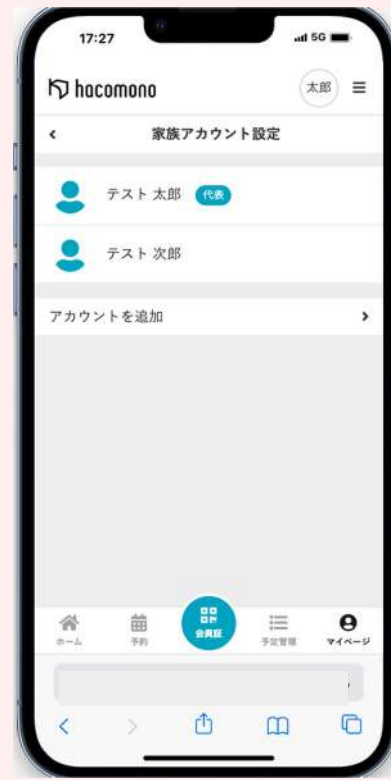 17:27
5G
hacomono
太郎
家族アカウント設定
テスト 太郎 代表
テスト 次郎
アカウントを追加
ホーム
予約
会員証
予定管理
マイページ